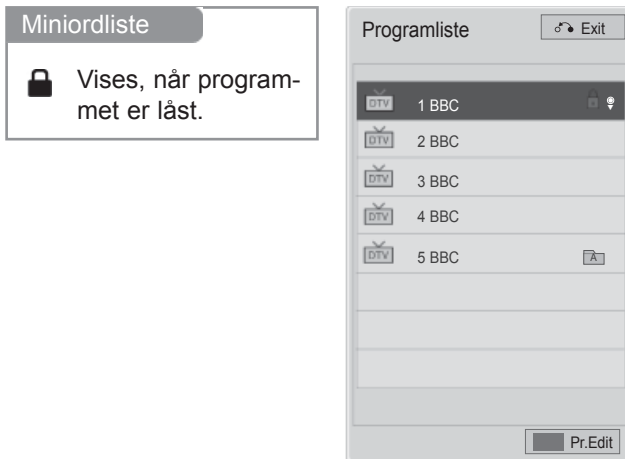 Miniordliste
Vises, når program-
met er låst.
Programliste
Exit
DTV 1 BBC
DTV 2 BBC
DTV 3 BBC
DTV 4 BBC
DTV 5 BBC A
Pr.Edit